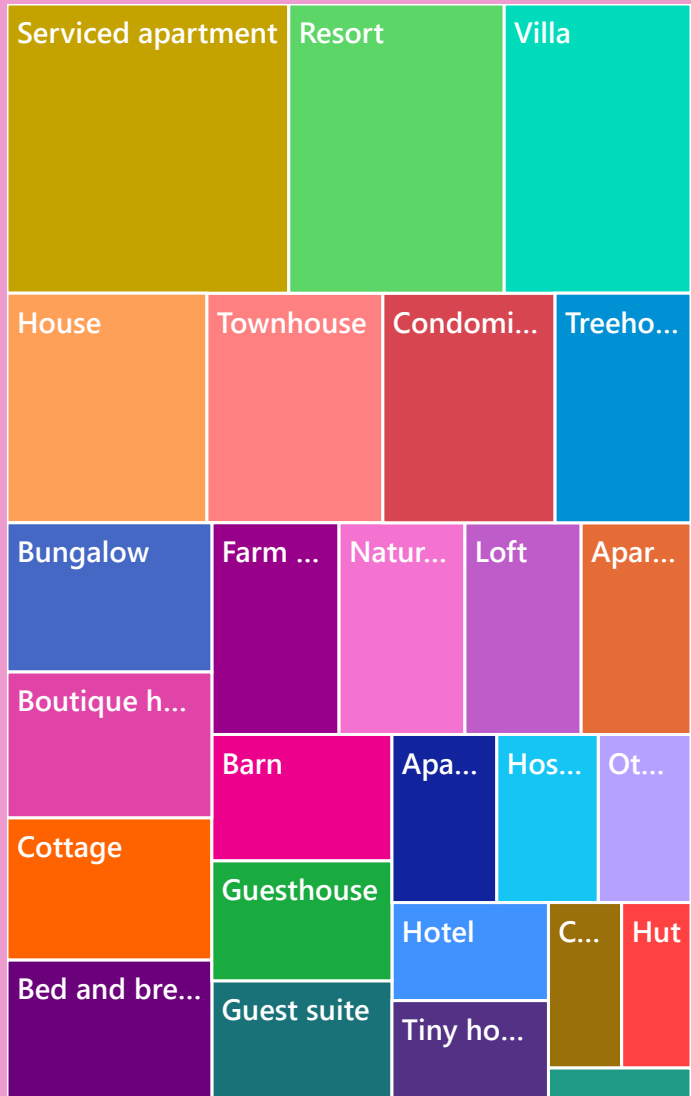 Serviced apartment
Resort
Villa
House
Townhouse
Condomi...
Treeho...
Bungalow
Farm ...
Natur...
Loft
Apar...
Boutique h...
Barn
Apa...
Hos...
Ot...
Cottage
Guesthouse
Hotel
C...
Hut
Bed and bre...
Guest suite
Tiny ho...